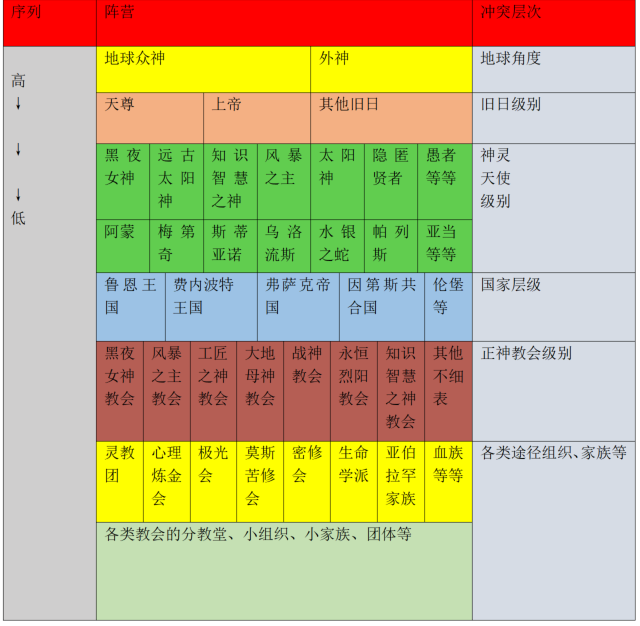 序列 阵营 冲突层次
高
↓
↓
↓
低
地球众神 外神 地球角度
天尊 上帝 其他旧日 旧日级别
黑夜 远古 知识 风暴 太阳 隐匿 愚者 神灵
女神 太阳 智慧 之主 神 贤者 等等 天使
神 之神 级别
阿蒙 梅第 斯蒂 乌洛 水银 帕列 亚当
奇 亚诺 流斯 之蛇 斯 等等
鲁恩王 费内波特 弗萨克帝 因第斯共 伦堡 国家层级
国 王国 国 合国 等
黑夜 风暴 工匠 大地 战神 永恒 知识 其他 正神教会级别
女神 之主 之神 母神 教会 烈阳 智慧 不细
教会 教会 教会 教会 教会 之神 表
教会
灵教 心理 极光 莫斯 密修 生命 亚伯 血族 各类途径组织、家族等
团 炼金 会 苦修 会 学派 拉罕 等等
会 会 家族
各类教会的分教堂、小组织、小家族、团体等